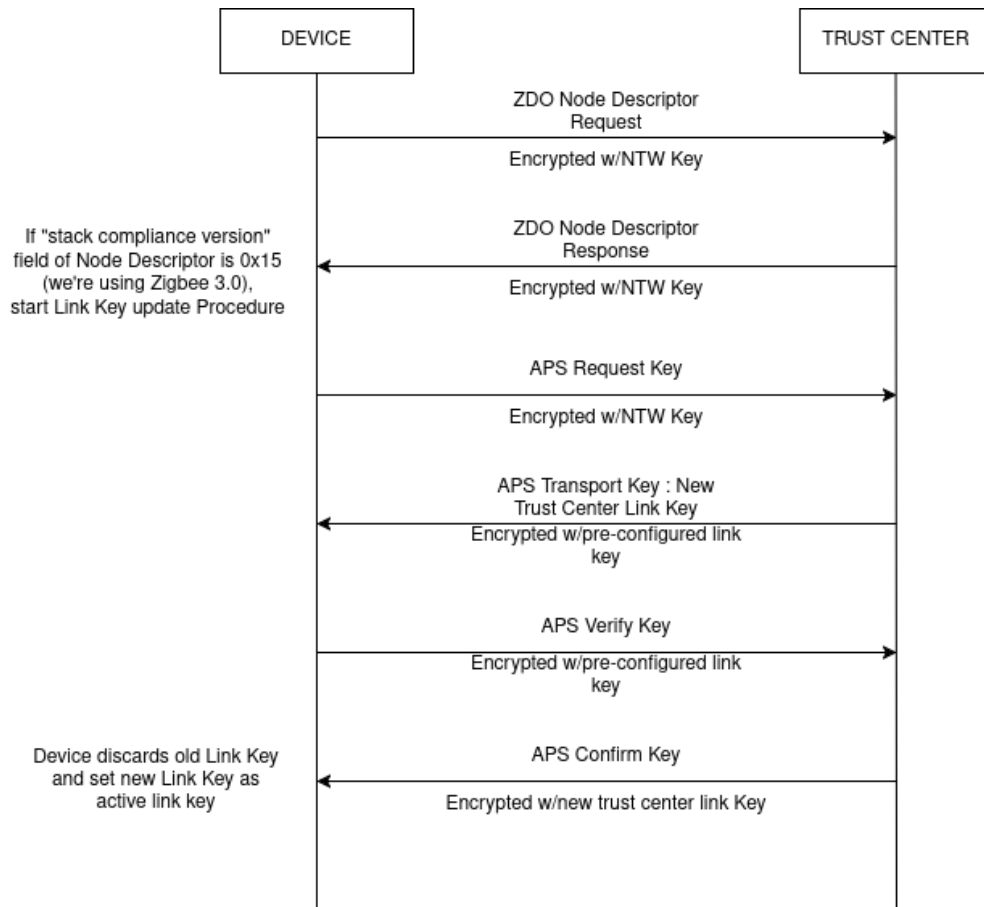 DEVICE
TRUST CENTER
ZDO Node Descriptor
Request
Encrypted w/NTW Key
If "stack compliance version"
field of Node Descriptor is 0x15
(we're using Zigbee 3.0),
start Link Key update Procedure
ZDO Node Descriptor
Response
Encrypted w/NTW Key
APS Request Key
Encrypted w/NTW Key
APS Transport Key : New
Trust Center Link Key
Encrypted w/pre-configured link
key
APS Verify Key
Encrypted w/pre-configured link
key
Device discards old Link Key
and set new Link Key as
active link key
APS Confirm Key
Encrypted w/new trust center link Key